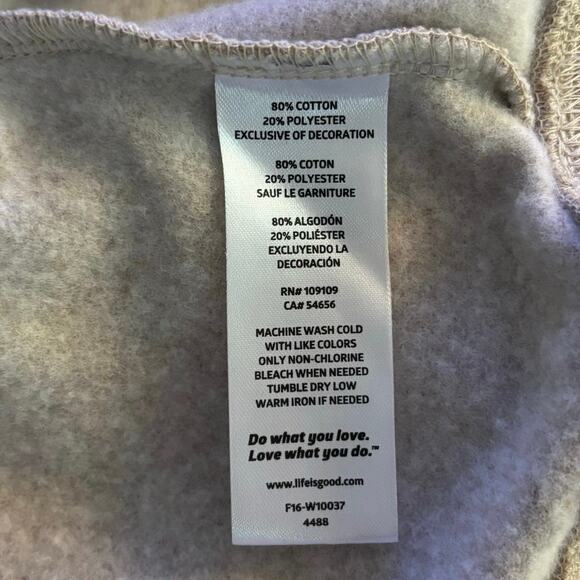 80% COTTON
20% POLYESTER
EXCLUSIVE OF DECORATION
80% COTON
20% POLYESTER
SAUF LE GARNITURE
80% ALGODÓN
20% POLIÉSTER
EXCLUYENDO LA
DECORACIÓN
RN# 109109
CA# 54656
MACHINE WASH COLD
WITH LIKE COLORS
ONLY NON-CHLORINE
BLEACH WHEN NEEDED
TUMBLE DRY LOW
WARM IRON IF NEEDED
Do what you love.
Love what you do.™
www.lifeisgood.com
F16-W10037
4488